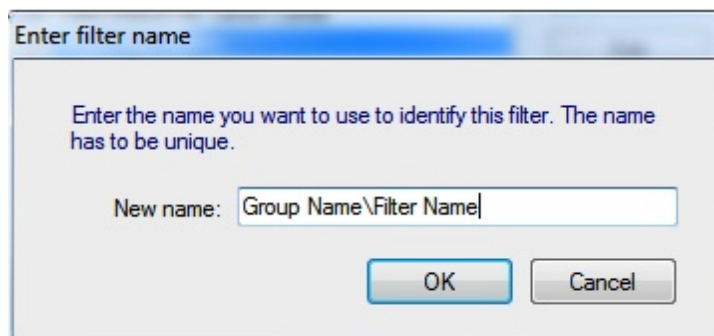 Enter filter name
Enter the name you want to use to identify this filter. The name
has to be unique.
New name: Group Name\Filter Name
OK Cancel